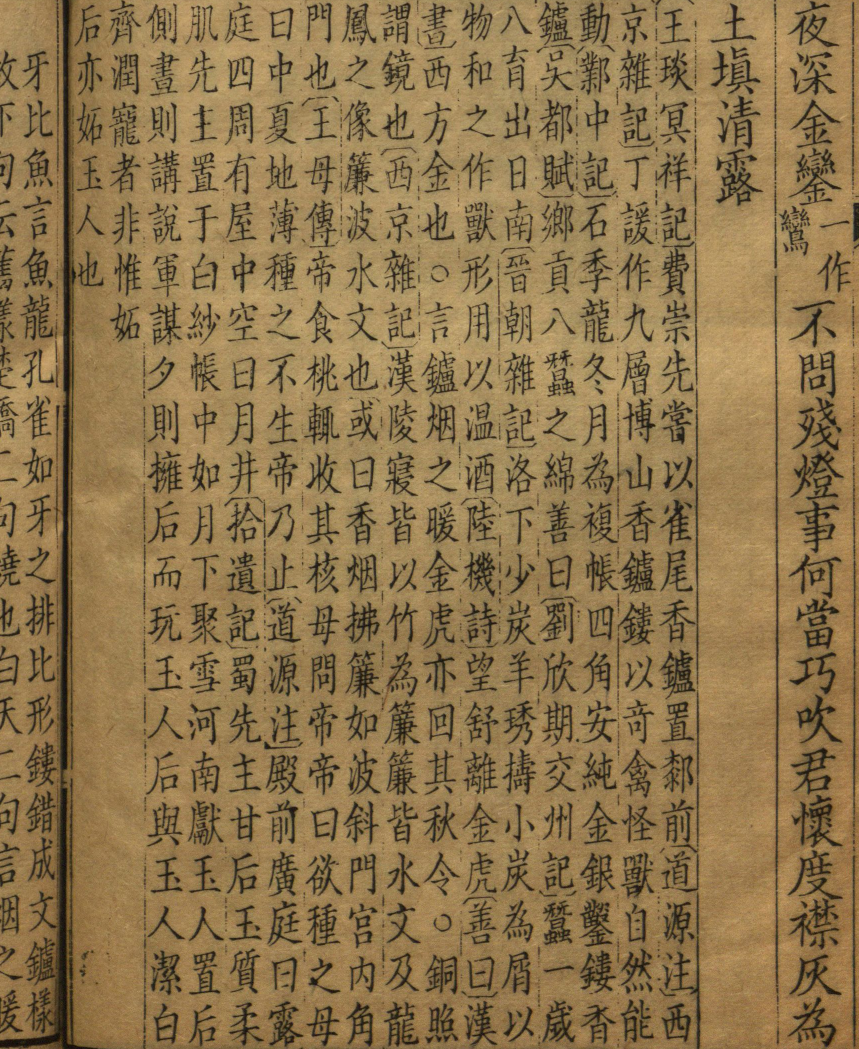 夜深金鑾一作鸞不問殘燈事何當巧吹君懷度襟灰為
土塡清露
王琰冥祥記費崇先嘗以雀尾香鑪置䣛前道源注西
京雜記丁諼作九層博山香鑪鏤以奇禽怪獸自然能
動鄴中記石季龍冬月為複帳四角安純金銀鑿鏤香
鑪吳都賦鄉貢八蠶之綿善曰劉欣期交州記蠶一歲
八育出日南晉朝雜記洛下少炭羊琇擣小炭為屑以
物和之作獸形用以温酒陸機詩望舒離金虎善曰漢
書西方金也○言鑪烟之暖金虎亦回其秋令○銅照
謂鏡也西京雜記漢陵寢皆以竹為簾簾皆水文及龍
鳳之像簾波水文也或曰香烟拂簾如波斜門宮内角
門也王母傳帝食桃輒收其核母問帝帝曰欲種之母
曰中夏地薄種之不生帝乃止道源注殿前廣庭曰露
庭四周有屋中空曰月井拾遺記蜀先主甘后玉質柔
肌先主置于白紗帳中如月下聚雪河南獻玉人置后
側晝則講說軍謀夕則擁后而玩玉人后與玉人潔白
齊潤寵者非惟妬
后亦妬玉人也
牙比魚言魚龍孔雀如牙之排比形鏤錯成文鑪樣
故下句云舊樣楚橋二句曉也白天二句言烟之暖